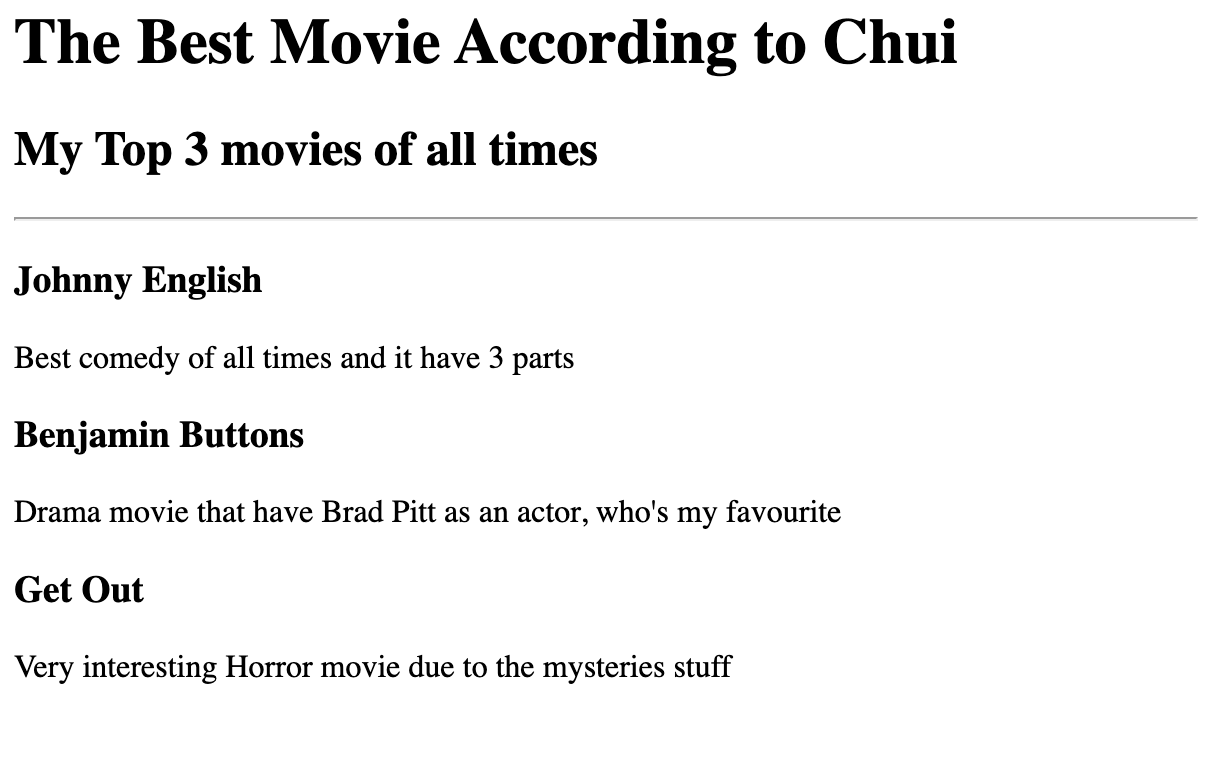 The Best Movie According to Chui
My Top 3 movies of all times
Johnny English
Best comedy of all times and it have 3 parts
Benjamin Buttons
Drama movie that have Brad Pitt as an actor, who's my favourite
Get Out
Very interesting Horror movie due to the mysteries stuff